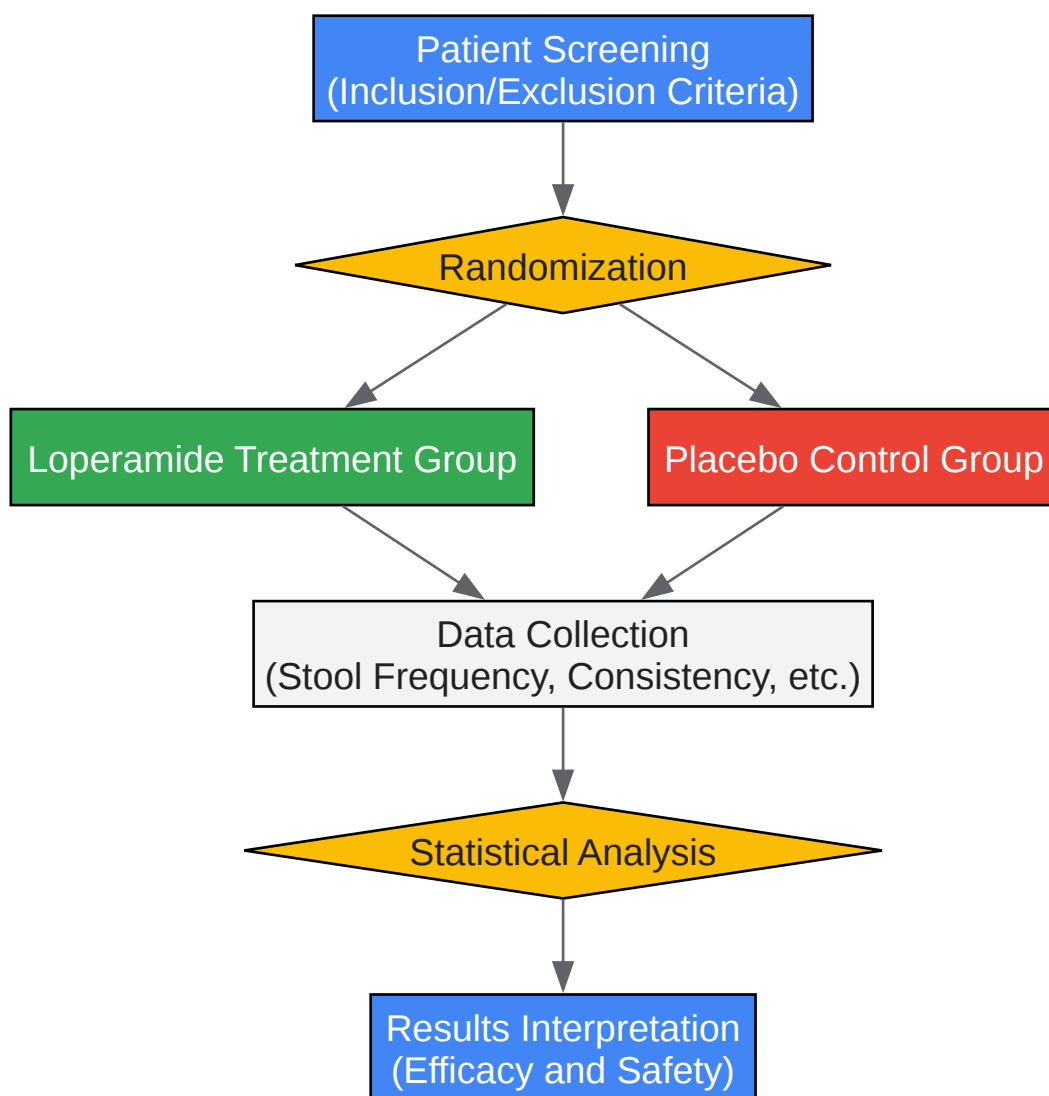 Patient Screening
(Inclusion/Exclusion Criteria)
Randomization
Loperamide Treatment Group
Placebo Control Group
Data Collection
(Stool Frequency, Consistency, etc.)
Statistical Analysis
Results Interpretation
(Efficacy and Safety)